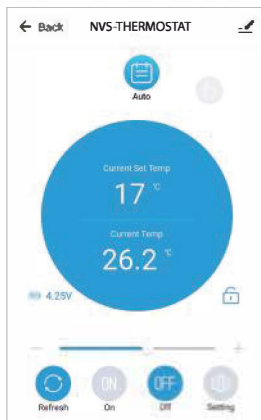 ← Back NVS-THERMOSTAT
Auto
Current Set Temp
17 °C
Current Temp
26.2 °C
4.25V
− +
ON OFF
Refresh On Off Setting